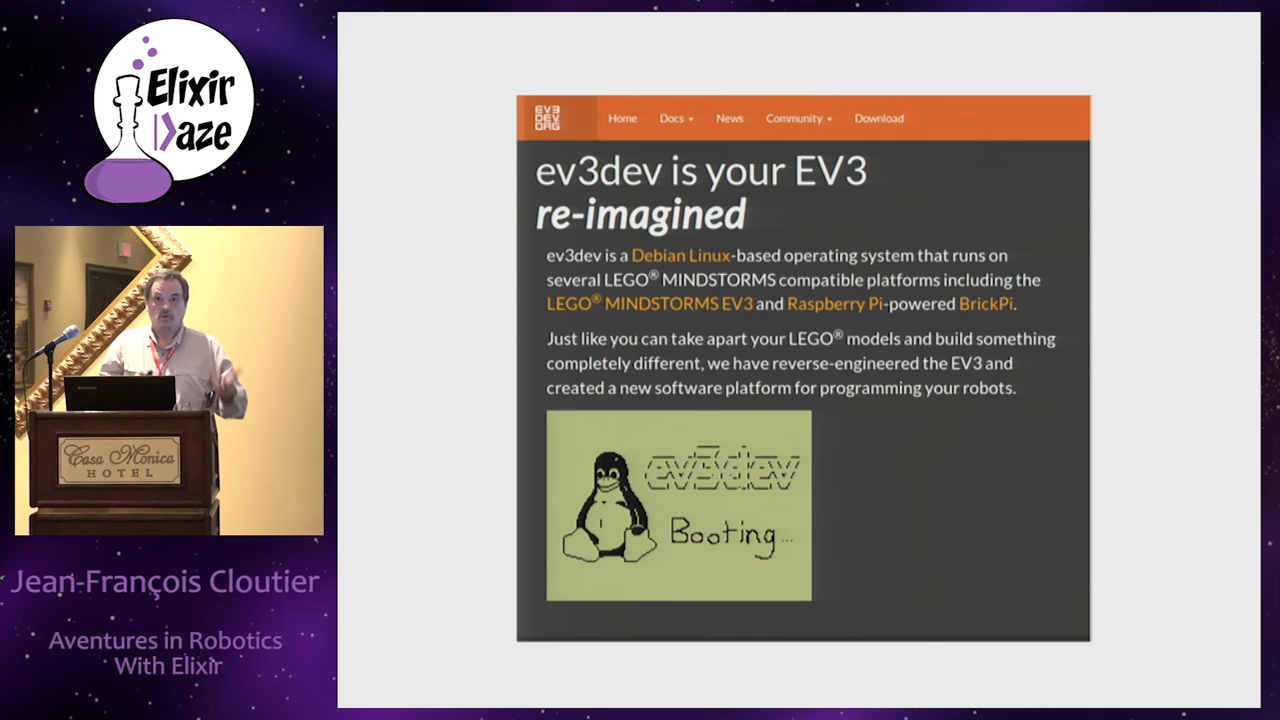 Elixir
Daze
Casa Monica
HOTEL
Jean-François Cloutier
Aventures in Robotics
With Elixir
EV3
DEV.
ORG
Home
Docs
News
Community
Download
ev3dev is your EV3
re-imagined
ev3dev is a Debian Linux-based operating system that runs on
several LEGO® MINDSTORMS compatible platforms including the
LEGO® MINDSTORMS EV3 and Raspberry Pi-powered BrickPi.
Just like you can take apart your LEGO® models and build something
completely different, we have reverse-engineered the EV3 and
created a new software platform for programming your robots.
ev3dev
Booting...